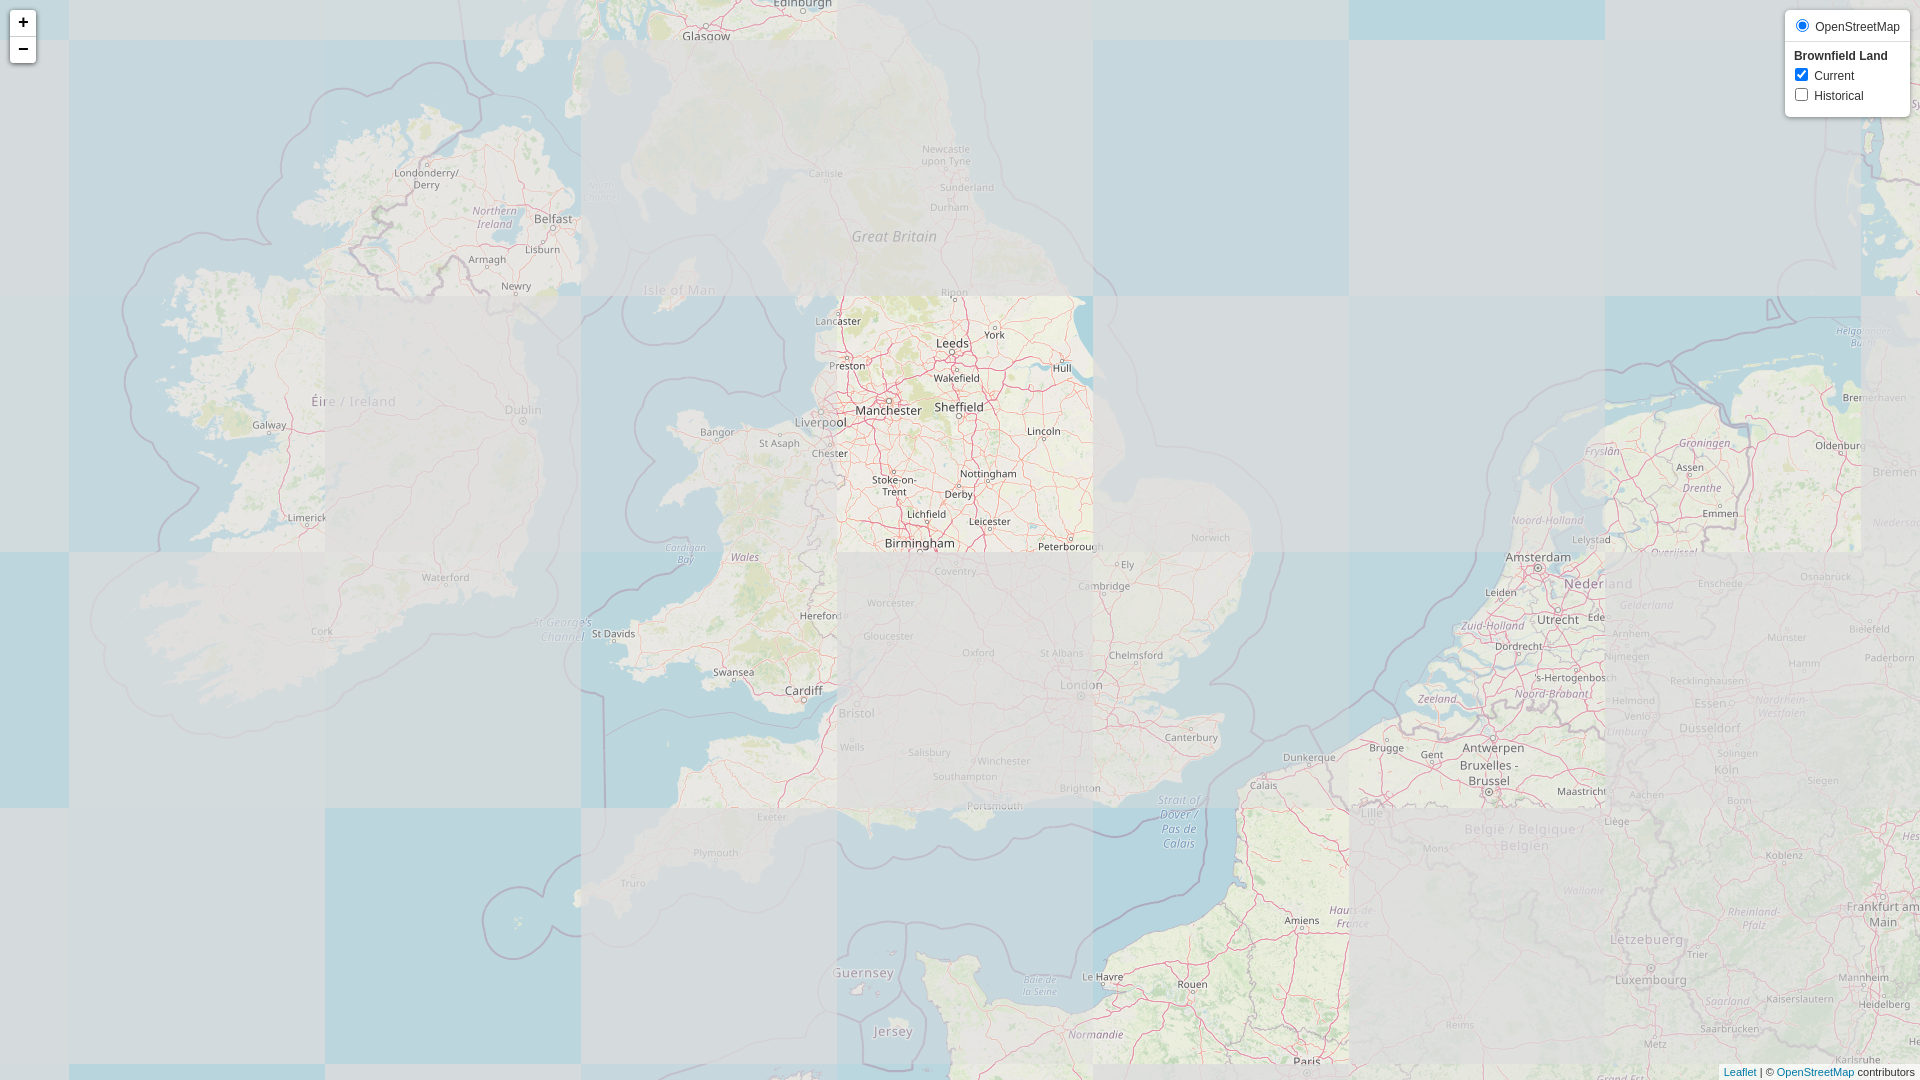 +
−
OpenStreetMap
Brownfield Land
Current
Historical
Edinburgh
Glasgow
Newcastle
upon Tyne
Carlisle
Sunderland
Durham
Londonderry/
Derry
Northern
Ireland
Belfast
Lisburn
Armagh
Newry
Great Britain
Isle of Man
Ripon
Lancaster
York
Leeds
Preston
Hull
Wakefield
Manchester
Sheffield
Liverpool
Lincoln
Éire / Ireland
Dublin
Galway
Bangor
St Asaph
Chester
Stoke-on-
Trent
Nottingham
Derby
Limerick
Lichfield
Leicester
Birmingham
Peterborough
Norwich
Cardigan
Bay
Wales
Coventry
Ely
Cambridge
Waterford
Worcester
Hereford
Gloucester
Cork
St George's
Channel
St Davids
Oxford
St Albans
Chelmsford
Swansea
Cardiff
London
Bristol
Wells
Salisbury
Winchester
Southampton
Canterbury
Brighton
Portsmouth
Exeter
Plymouth
Truro
Strait of
Dover /
Pas de
Calais
Calais
Dunkerque
Guernsey
Jersey
Baie de
la Seine
Le Havre
Rouen
Amiens
Hauts-de-
France
Normandie
Paris
Reims
Groningen
Fryslân
Assen
Drenthe
Emmen
Oldenburg
Bremerhaven
Bremen
Noord-Holland
Lelystad
Overijssel
Amsterdam
Nederland
Enschede
Osnabrück
Leiden
Gelderland
Utrecht
Ede
Arnhem
Zuid-Holland
Dordrecht
Nijmegen
Münster
Bielefeld
Hamm
Paderborn
's-Hertogenbosch
Noord-Brabant
Zeeland
Recklinghausen
Essen
Nordrhein-
Westfalen
Heimond
Venlo
Limburg
Düsseldorf
Brugge
Gent
Antwerpen
Bruxelles -
Brussel
Maastricht
Solingen
Köln
Siegen
Aachen
Bonn
Lille
Liège
België / Belgique /
Belgien
Mons
Namur
Wallonie
Koblenz
Rheinland-
Pfalz
Frankfurt am
Main
Lëtzebuerg
Trier
Luxembourg
Mannheim
Kaiserslautern
Heidelberg
Saarland
Saarbrücken
Metz
Karlsruhe
Leaflet | © OpenStreetMap contributors